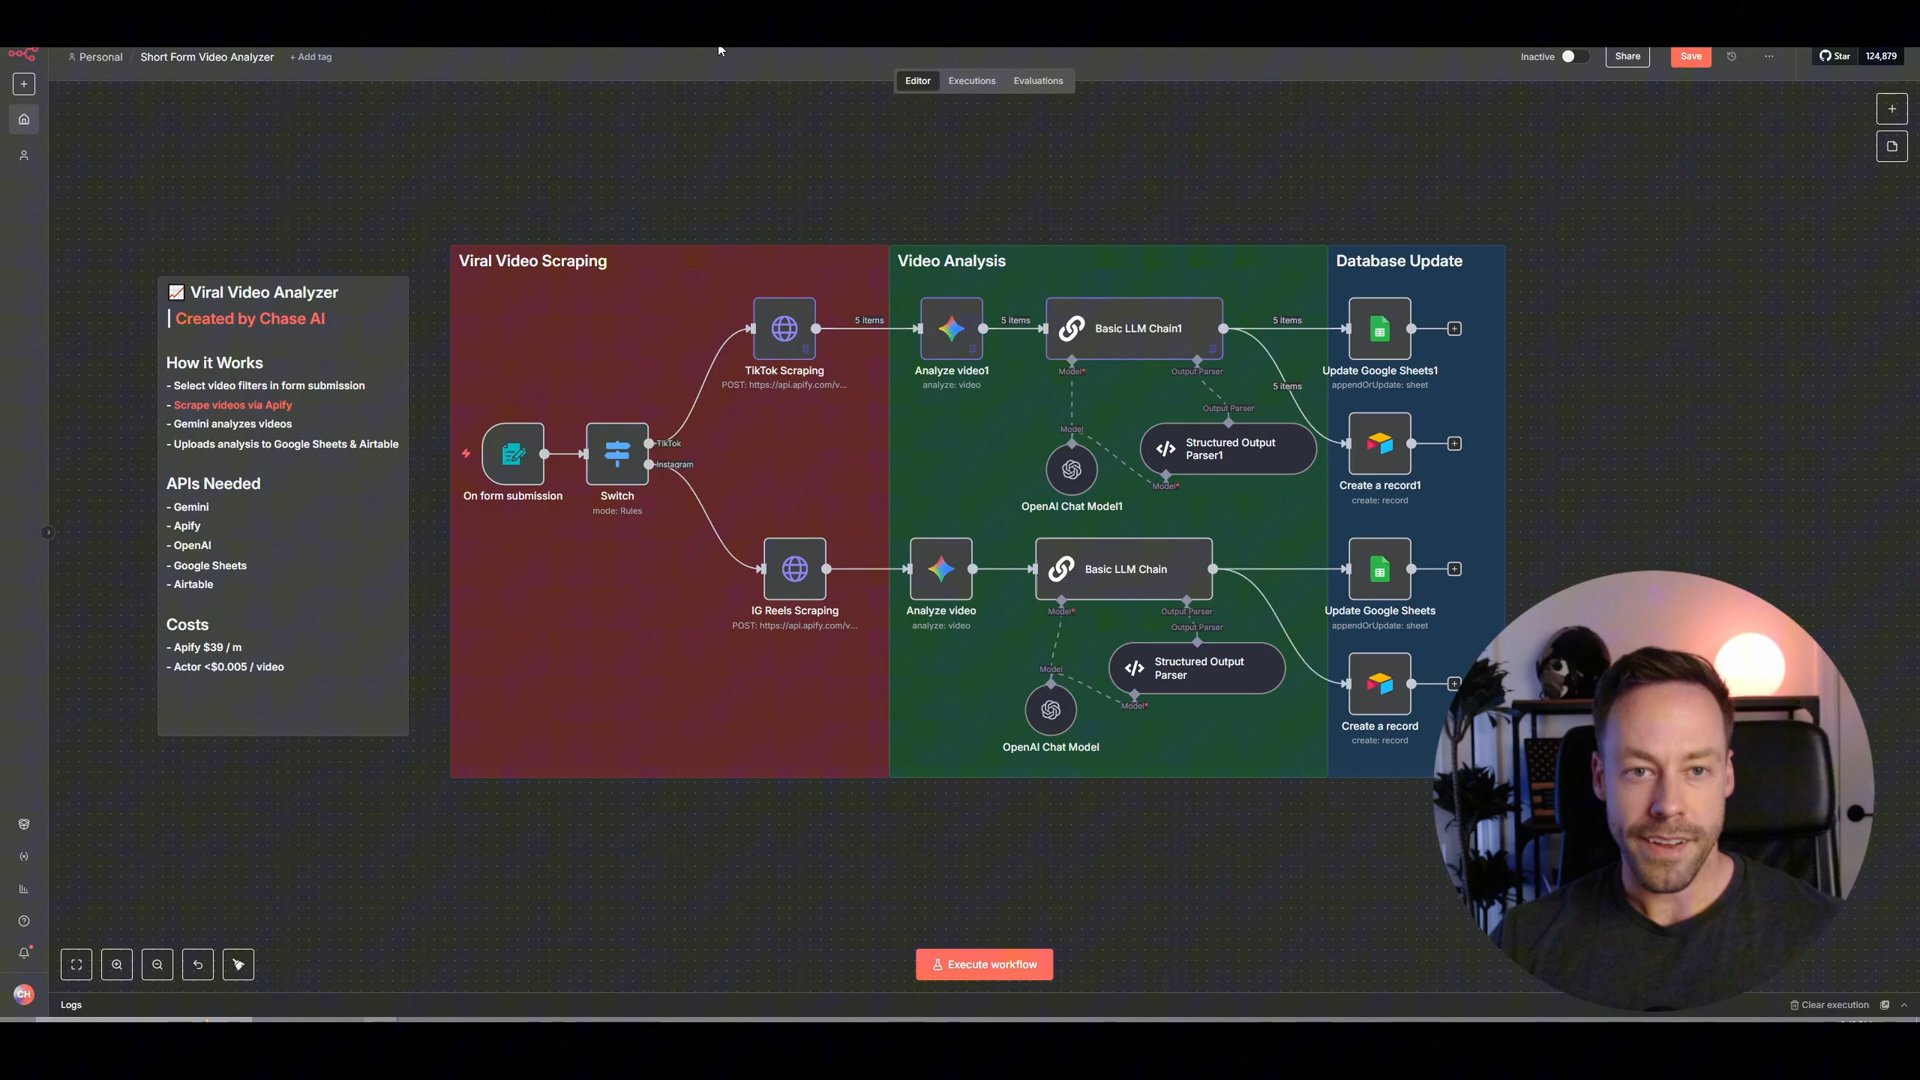 Personal / Short Form Video Analyzer + Add tag
Inactive Share Save ... Star 124,879
Editor Executions Evaluations
📈 Viral Video Analyzer
Created by Chase AI
How it Works
- Select video filters in form submission
- Scrape videos via Apify
- Gemini analyzes videos
- Uploads analysis to Google Sheets & Airtable
APIs Needed
- Gemini
- Apify
- OpenAI
- Google Sheets
- Airtable
Costs
- Apify $39 / m
- Actor <$0.005 / video
Viral Video Scraping
On form submission
Switch
mode: Rules
TikTok
Instagram
TikTok Scraping
POST: https://api.apify.com/v...
5 items
IG Reels Scraping
POST: https://api.apify.com/v...
Video Analysis
Analyze video1
analyze: video
5 items
Basic LLM Chain1
Model*
Output Parser
Output Parser
Model
Structured Output
Parser1
Model*
OpenAI Chat Model1
Analyze video
analyze: video
Basic LLM Chain
Model*
Output Parser
Output Parser
Model
Structured Output
Parser
Model*
OpenAI Chat Model
Database Update
5 items
Update Google Sheets1
appendOrUpdate: sheet
5 items
Create a record1
create: record
Update Google Sheets
appendOrUpdate: sheet
Create a record
create: record
Execute workflow
CH
Logs
Clear execution